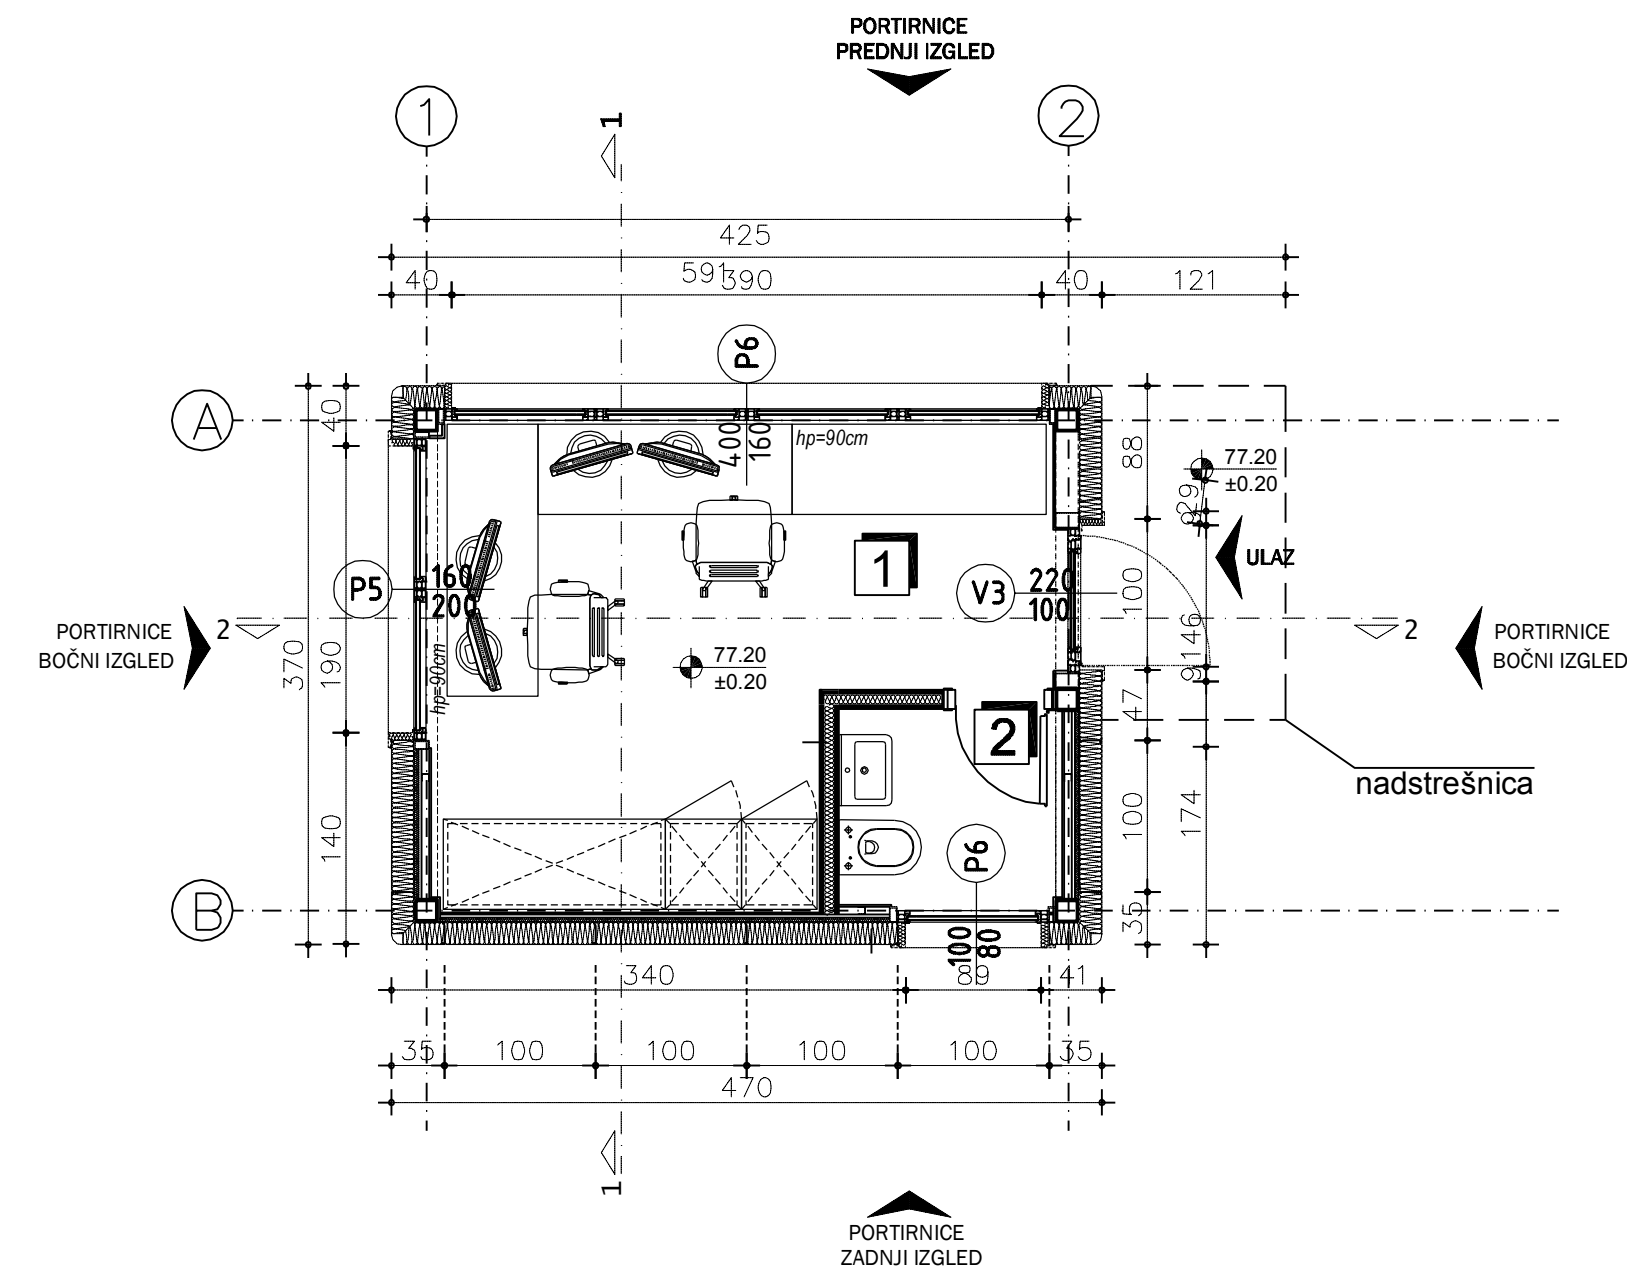 PORTIRNICE
PREDNJI IZGLED
1
2
1
425
591
40
390
40
121
P6
A
40
400
160
hp=90cm
88
77.20
±0.20
29
9
1
ULAZ
P5
160
200
V3
220
100
100
370
190
2
PORTIRNICE
BOČNI IZGLED
hp=90cm
77.20
±0.20
146
9
2
PORTIRNICE
BOČNI IZGLED
47
2
nadstrešnica
140
100
174
P6
B
35
100
80
340
89
41
35
100
100
100
100
35
470
1
PORTIRNICE
ZADNJI IZGLED